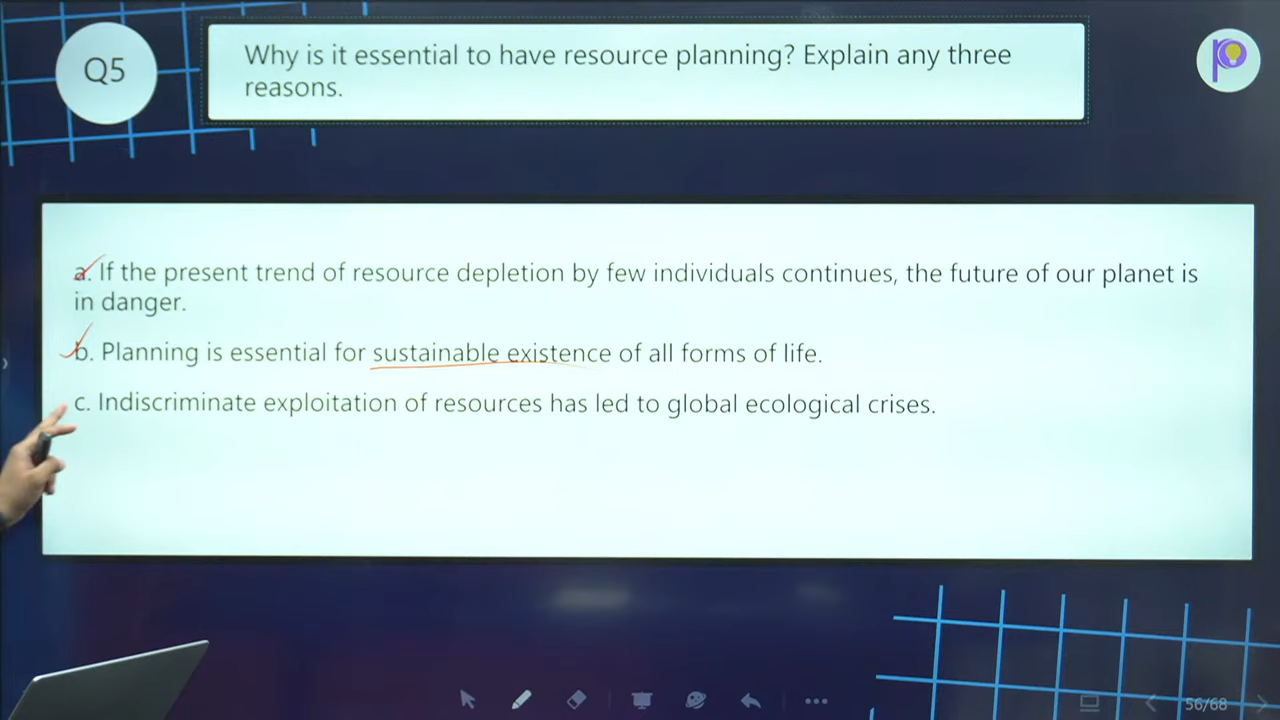 Q5
Why is it essential to have resource planning? Explain any three
reasons.
a. If the present trend of resource depletion by few individuals continues, the future of our planet is
in danger.
b. Planning is essential for sustainable existence of all forms of life.
c. Indiscriminate exploitation of resources has led to global ecological crises.
56/68